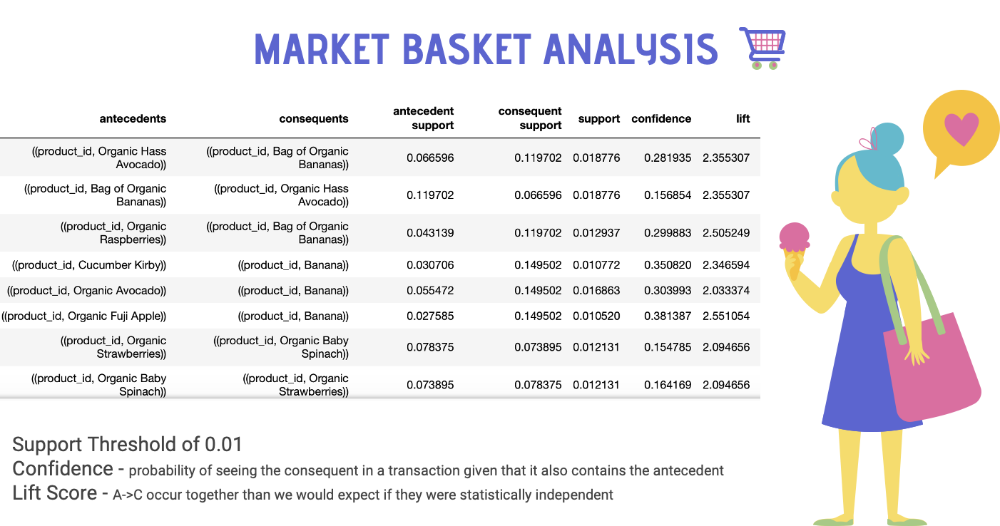 MARKET BASKET ANALYSIS
antecedents consequents antecedent support consequent support support confidence lift
((product_id, Organic Hass Avocado)) ((product_id, Bag of Organic Bananas)) 0.066596 0.119702 0.018776 0.281935 2.355307
((product_id, Bag of Organic Bananas)) ((product_id, Organic Hass Avocado)) 0.119702 0.066596 0.018776 0.156854 2.355307
((product_id, Organic Raspberries)) ((product_id, Bag of Organic Bananas)) 0.043139 0.119702 0.012937 0.299883 2.505249
((product_id, Cucumber Kirby)) ((product_id, Banana)) 0.030706 0.149502 0.010772 0.350820 2.346594
((product_id, Organic Avocado)) ((product_id, Banana)) 0.055472 0.149502 0.016863 0.303993 2.033374
((product_id, Organic Fuji Apple)) ((product_id, Banana)) 0.027585 0.149502 0.010520 0.381387 2.551054
((product_id, Organic Strawberries)) ((product_id, Organic Baby Spinach)) 0.078375 0.073895 0.012131 0.154785 2.094656
((product_id, Organic Baby Spinach)) ((product_id, Organic Strawberries)) 0.073895 0.078375 0.012131 0.164169 2.094656
Support Threshold of 0.01
Confidence - probability of seeing the consequent in a transaction given that it also contains the antecedent
Lift Score - A->C occur together than we would expect if they were statistically independent